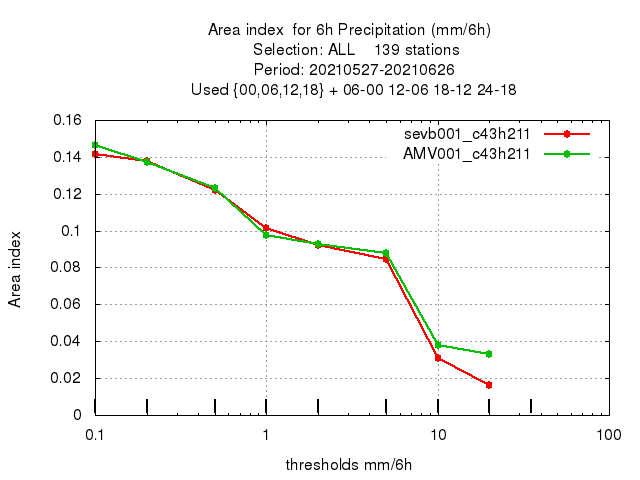 Area index  for 6h Precipitation (mm/6h)
Selection: ALL    139 stations
Period: 20210527-20210626
Used {00,06,12,18} + 06-00 12-06 18-12 24-18
sevb001_c43h211
AMV001_c43h211
0.16
0.14
0.12
0.1
0.08
0.06
0.04
0.02
0
Area index
0.1 1 10 100
thresholds mm/6h